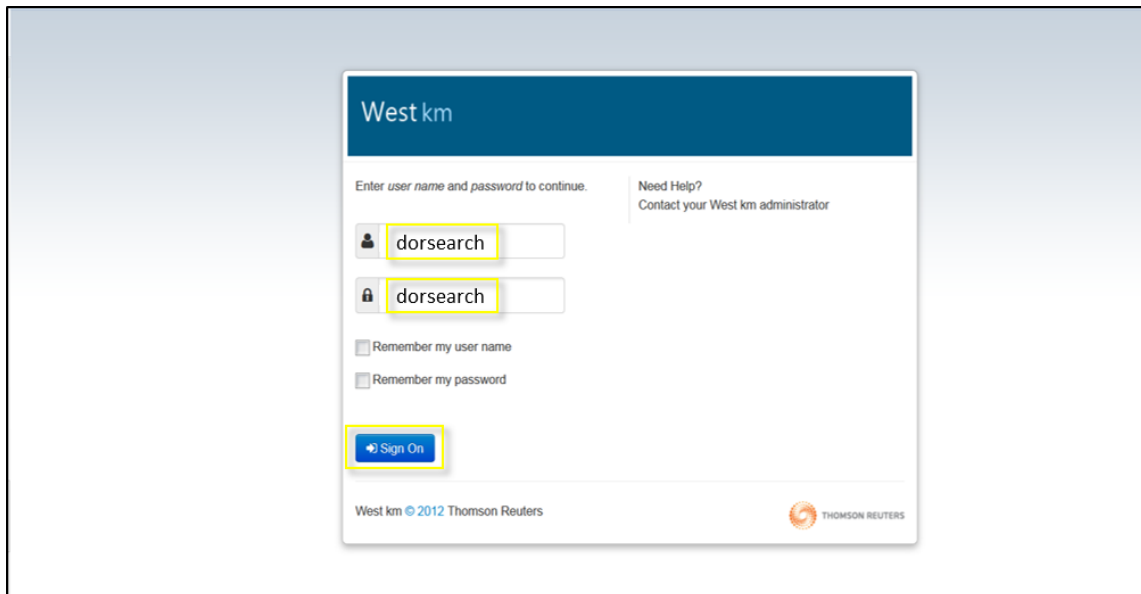 West km
Enter user name and password to continue.
Need Help?
Contact your West km administrator
dorsearch
dorsearch
Remember my user name
Remember my password
Sign On
West km © 2012 Thomson Reuters
THOMSON REUTERS